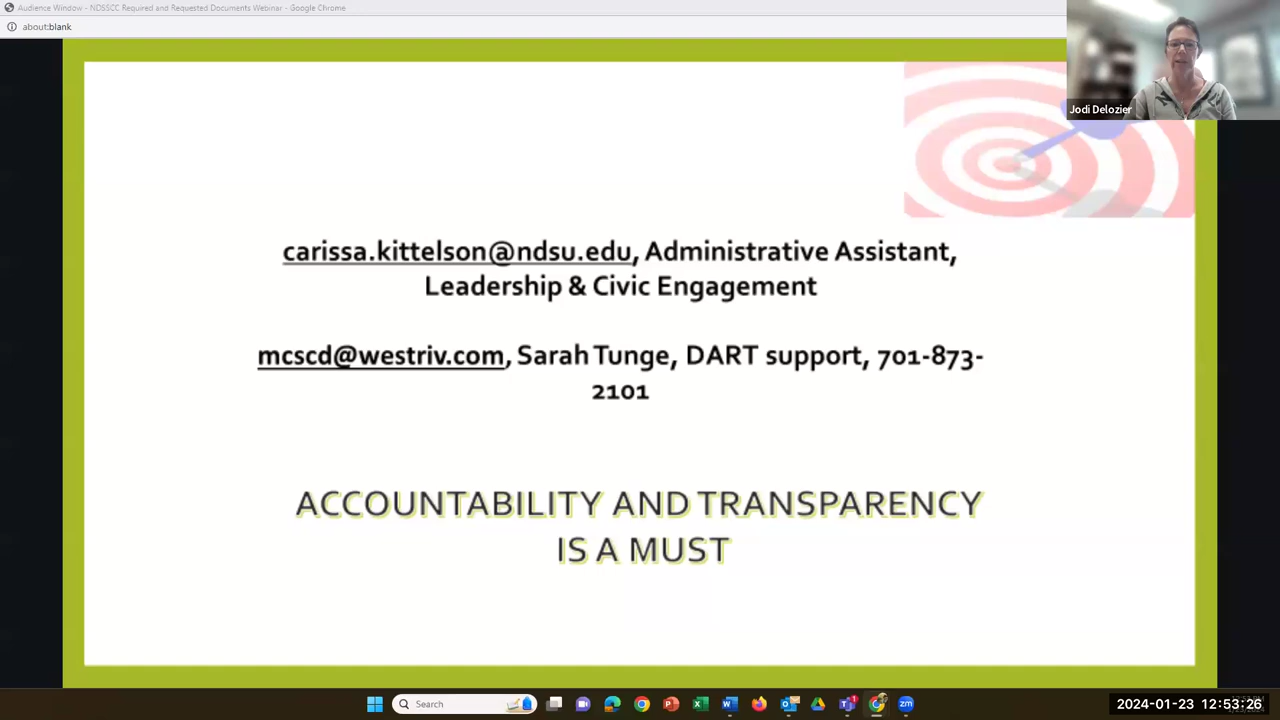 Audience Window - NDSSCC Required and Requested Documents Webinar - Google Chrome
about:blank
Jodi Delozier
carissa.kittelson@ndsu.edu, Administrative Assistant,
Leadership & Civic Engagement
mcscd@westriv.com, Sarah Tunge, DART support, 701-873-
2101
ACCOUNTABILITY AND TRANSPARENCY
IS A MUST
Search
2024-01-23 12:53:26